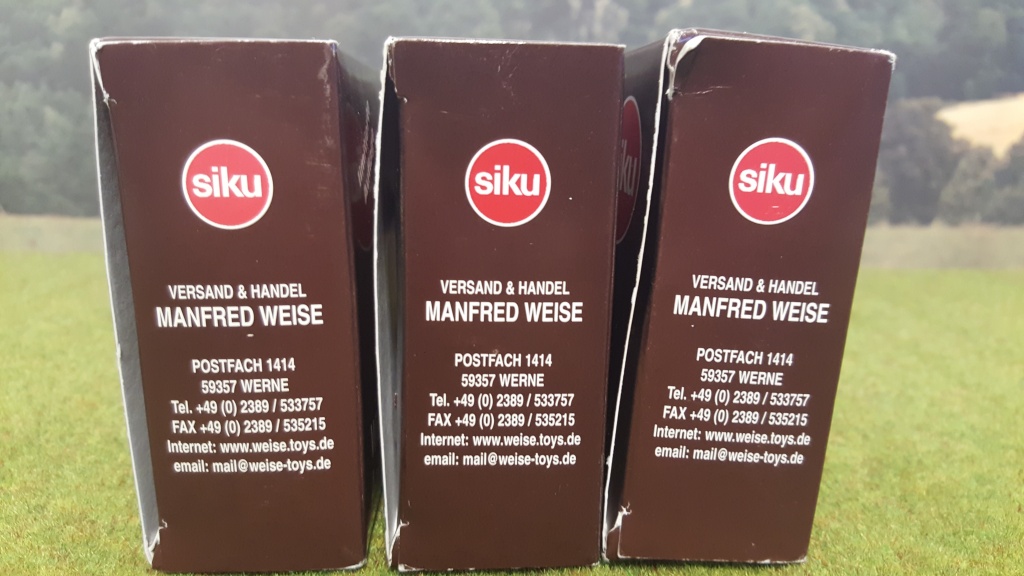 siku
VERSAND & HANDEL
MANFRED WEISE
POSTFACH 1414
59357 WERNE
Tel. +49 (0) 2389 / 533757
FAX +49 (0) 2389 / 535215
Internet: www.weise.toys.de
email: mail@weise-toys.de
siku
VERSAND & HANDEL
MANFRED WEISE
POSTFACH 1414
59357 WERNE
Tel. +49 (0) 2389 / 533757
FAX +49 (0) 2389 / 535215
Internet: www.weise.toys.de
email: mail@weise-toys.de
siku
VERSAND & HANDEL
MANFRED WEISE
POSTFACH 1414
59357 WERNE
Tel. +49 (0) 2389 / 533757
FAX +49 (0) 2389 / 535215
Internet: www.weise.toys.de
email: mail@weise-toys.de